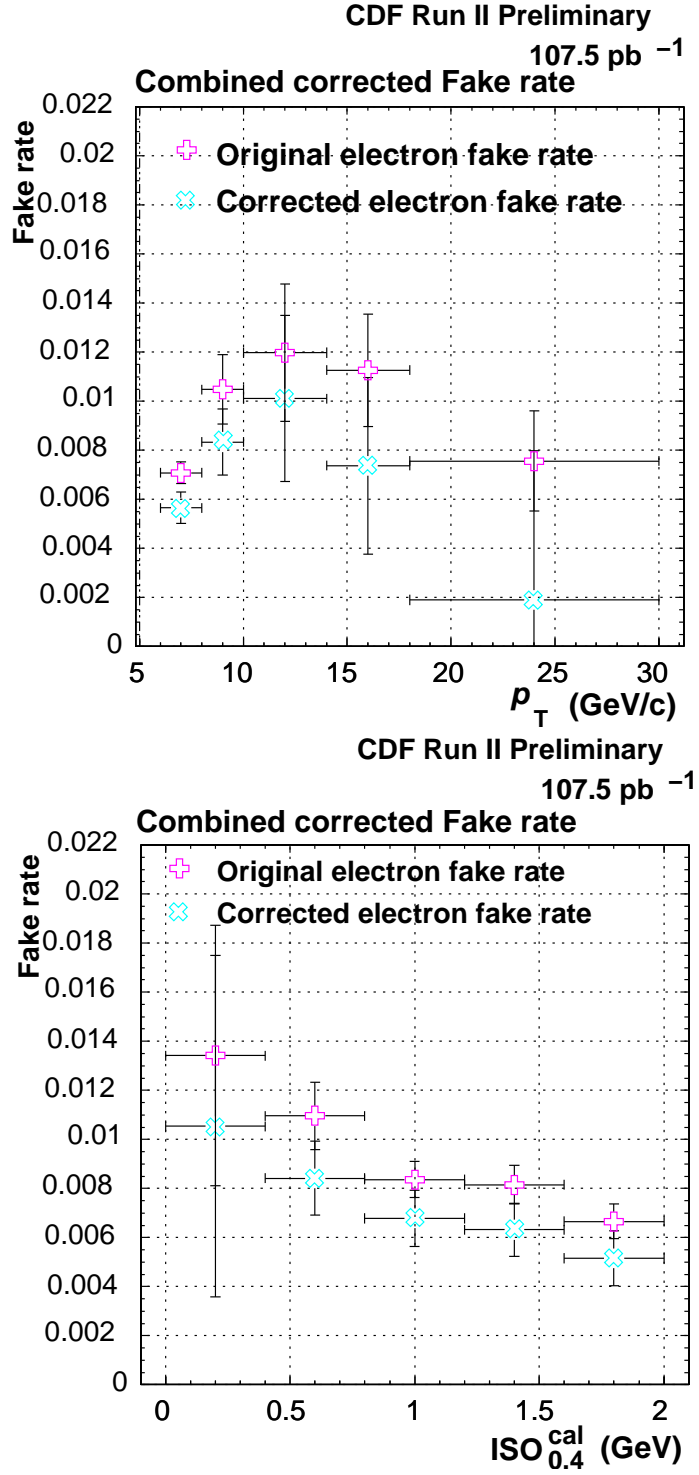 CDF Run II Preliminary
107.5 pb −1
Combined corrected Fake rate
Fake rate
0.022
0.02
0.018
0.016
0.014
0.012
0.01
0.008
0.006
0.004
0.002
0
Original electron fake rate
Corrected electron fake rate
5 10 15 20 25 30
p T (GeV/c)
CDF Run II Preliminary
107.5 pb −1
Combined corrected Fake rate
Fake rate
0.022
0.02
0.018
0.016
0.014
0.012
0.01
0.008
0.006
0.004
0.002
0
Original electron fake rate
Corrected electron fake rate
0 0.5 1 1.5 2
ISO cal 0.4 (GeV)